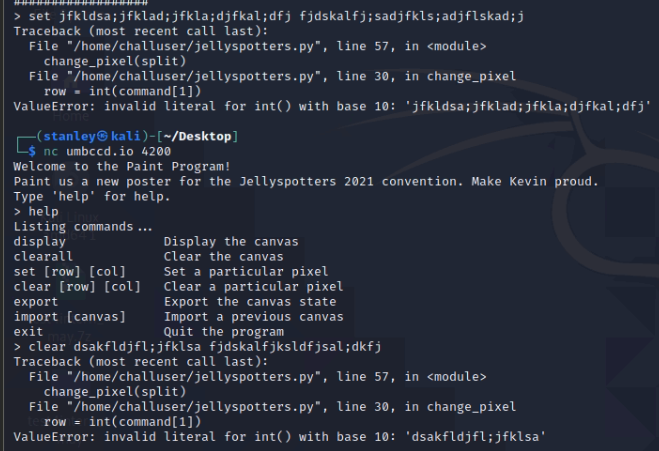 ##################
> set jfkldsa;jfklad;jfkla;djfkal;dfj fjdskalfj;sadjfkls;adjflskad;j
Traceback (most recent call last):
  File "/home/challuser/jellyspotters.py", line 57, in <module>
    change_pixel(split)
  File "/home/challuser/jellyspotters.py", line 30, in change_pixel
    row = int(command[1])
ValueError: invalid literal for int() with base 10: 'jfkldsa;jfklad;jfkla;djfkal;dfj'
┌──(stanley㉿kali)-[~/Desktop]
└─$ nc umbccd.io 4200
Welcome to the Paint Program!
Paint us a new poster for the Jellyspotters 2021 convention. Make Kevin proud.
Type 'help' for help.
> help
Listing commands...
display            Display the canvas
clearall           Clear the canvas
set [row] [col]    Set a particular pixel
clear [row] [col]  Clear a particular pixel
export             Export the canvas state
import [canvas]    Import a previous canvas
exit               Quit the program
> clear dsakfldjfl;jfklsa fjdskalfjksldfjsal;dkfj
Traceback (most recent call last):
  File "/home/challuser/jellyspotters.py", line 57, in <module>
    change_pixel(split)
  File "/home/challuser/jellyspotters.py", line 30, in change_pixel
    row = int(command[1])
ValueError: invalid literal for int() with base 10: 'dsakfldjfl;jfklsa'